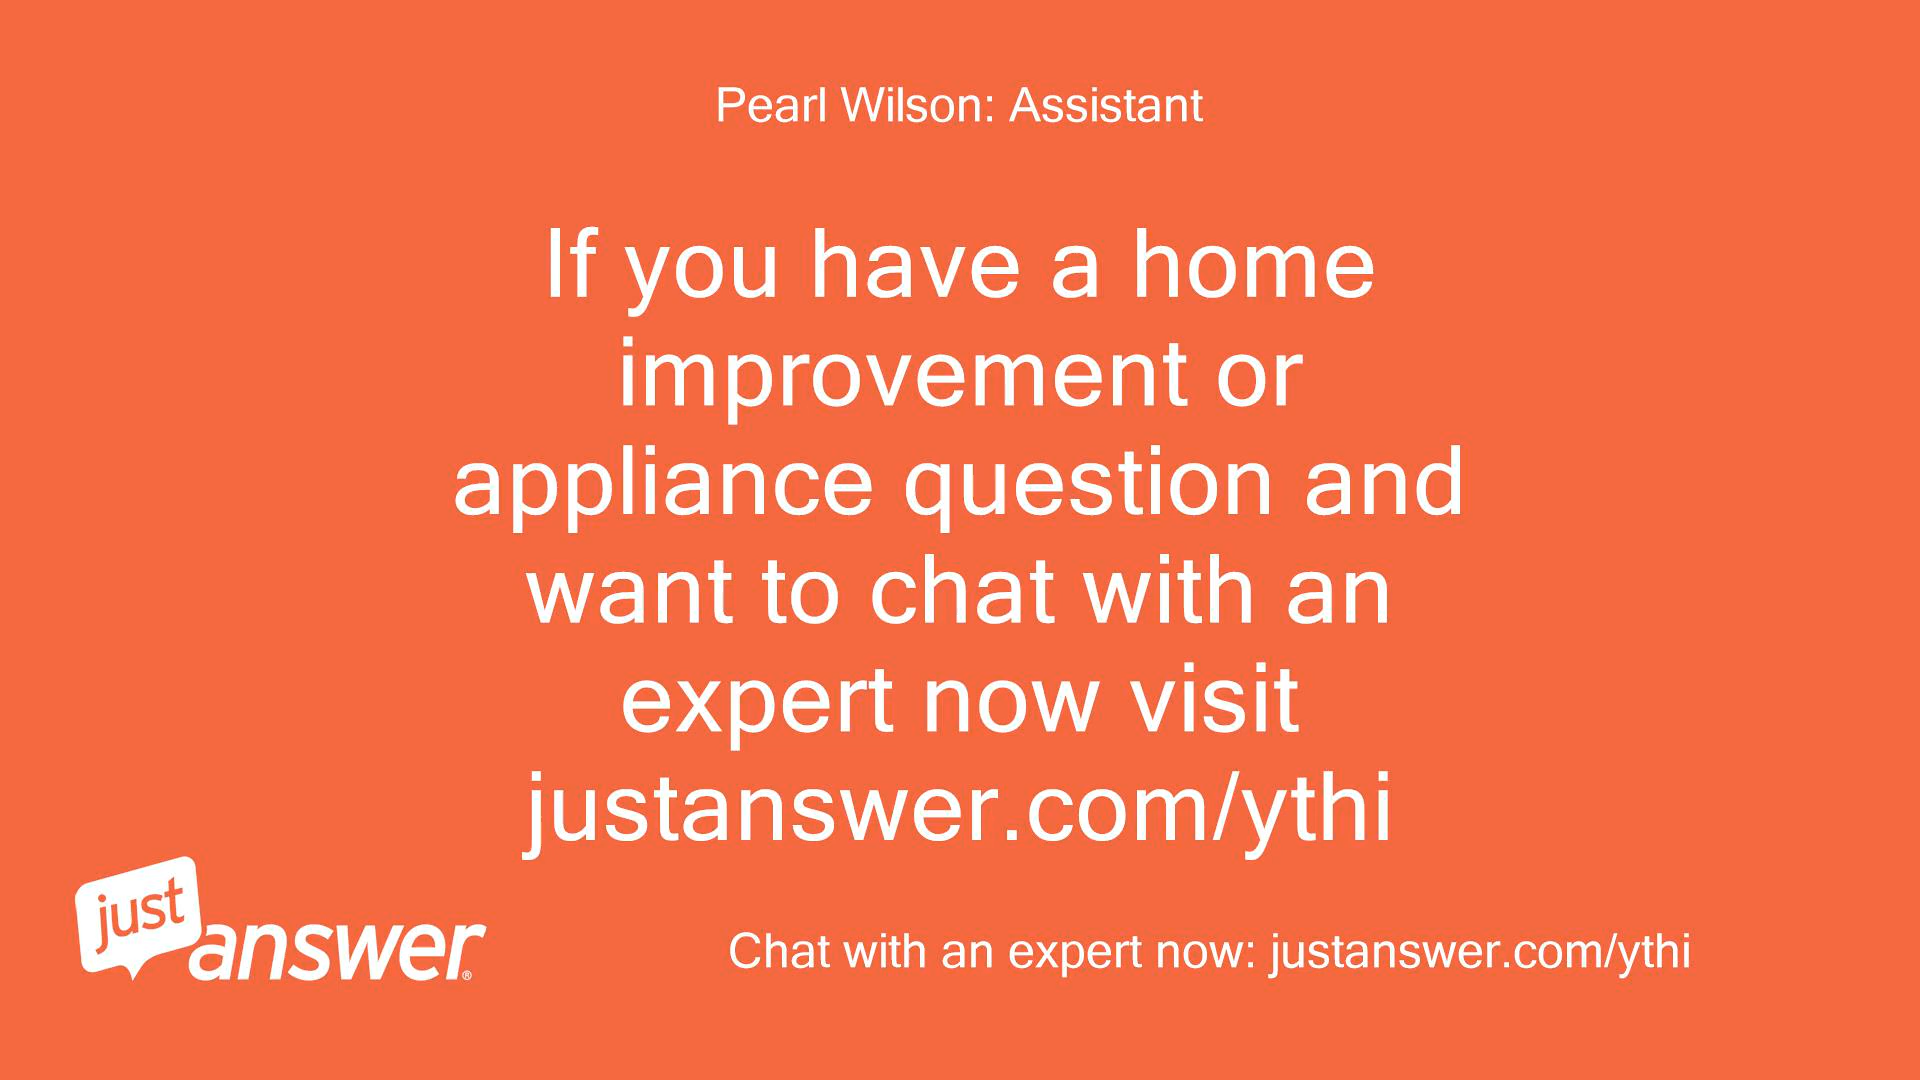 Pearl Wilson: Assistant
If you have a home
improvement or
appliance question and
want to chat with an
expert now visit
justanswer.com/ythi
just
answer®
Chat with an expert now: justanswer.com/ythi